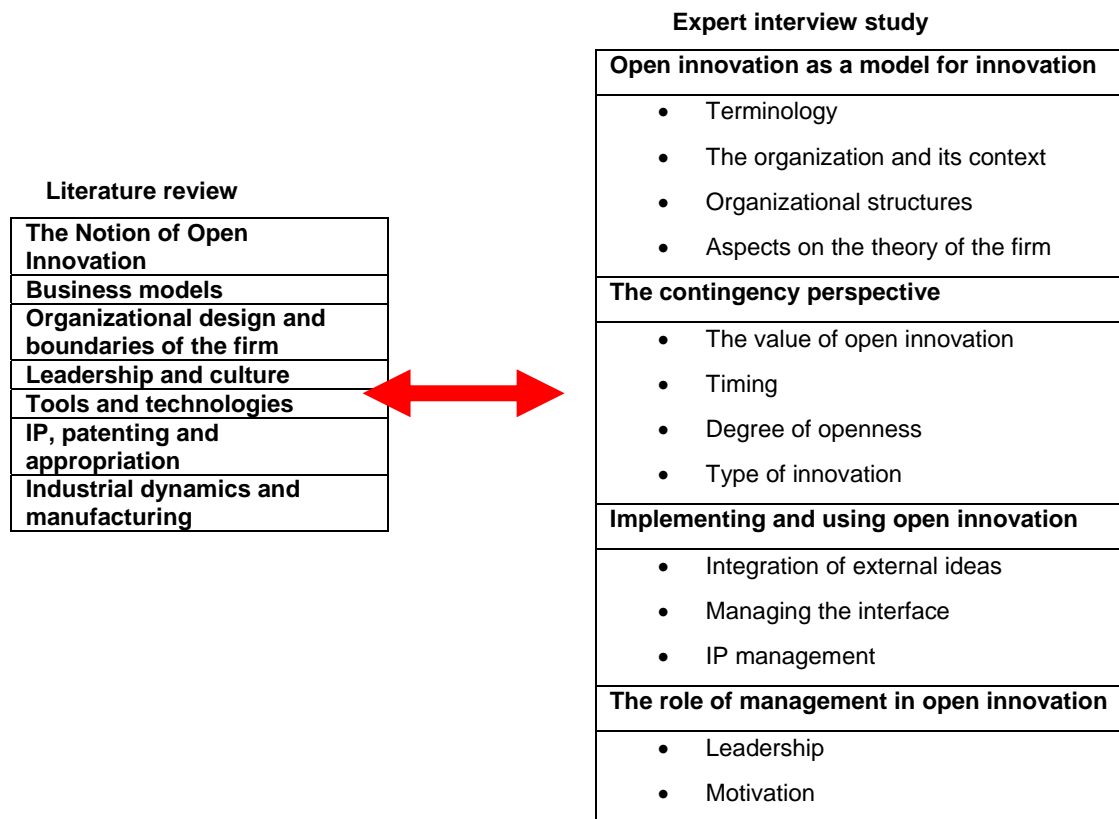 Expert interview study
Open innovation as a model for innovation
• Terminology
• The organization and its context
• Organizational structures
• Aspects on the theory of the firm
The contingency perspective
• The value of open innovation
• Timing
• Degree of openness
• Type of innovation
Implementing and using open innovation
• Integration of external ideas
• Managing the interface
• IP management
The role of management in open innovation
• Leadership
• Motivation
Literature review
The Notion of Open
Innovation
Business models
Organizational design and
boundaries of the firm
Leadership and culture
Tools and technologies
IP, patenting and
appropriation
Industrial dynamics and
manufacturing